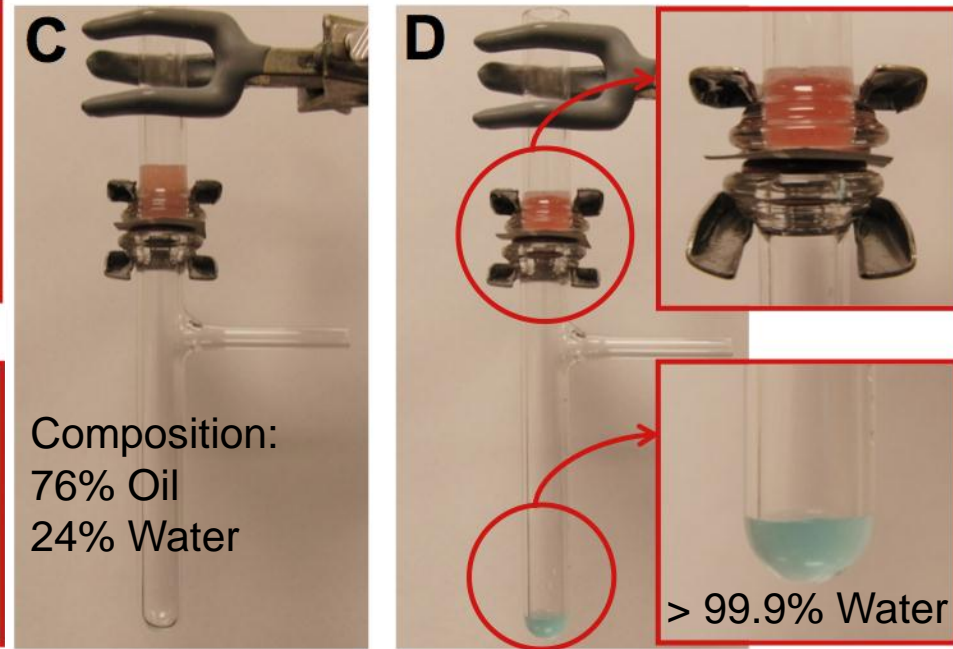 C
D
Composition:
76% Oil
24% Water
> 99.9% Water